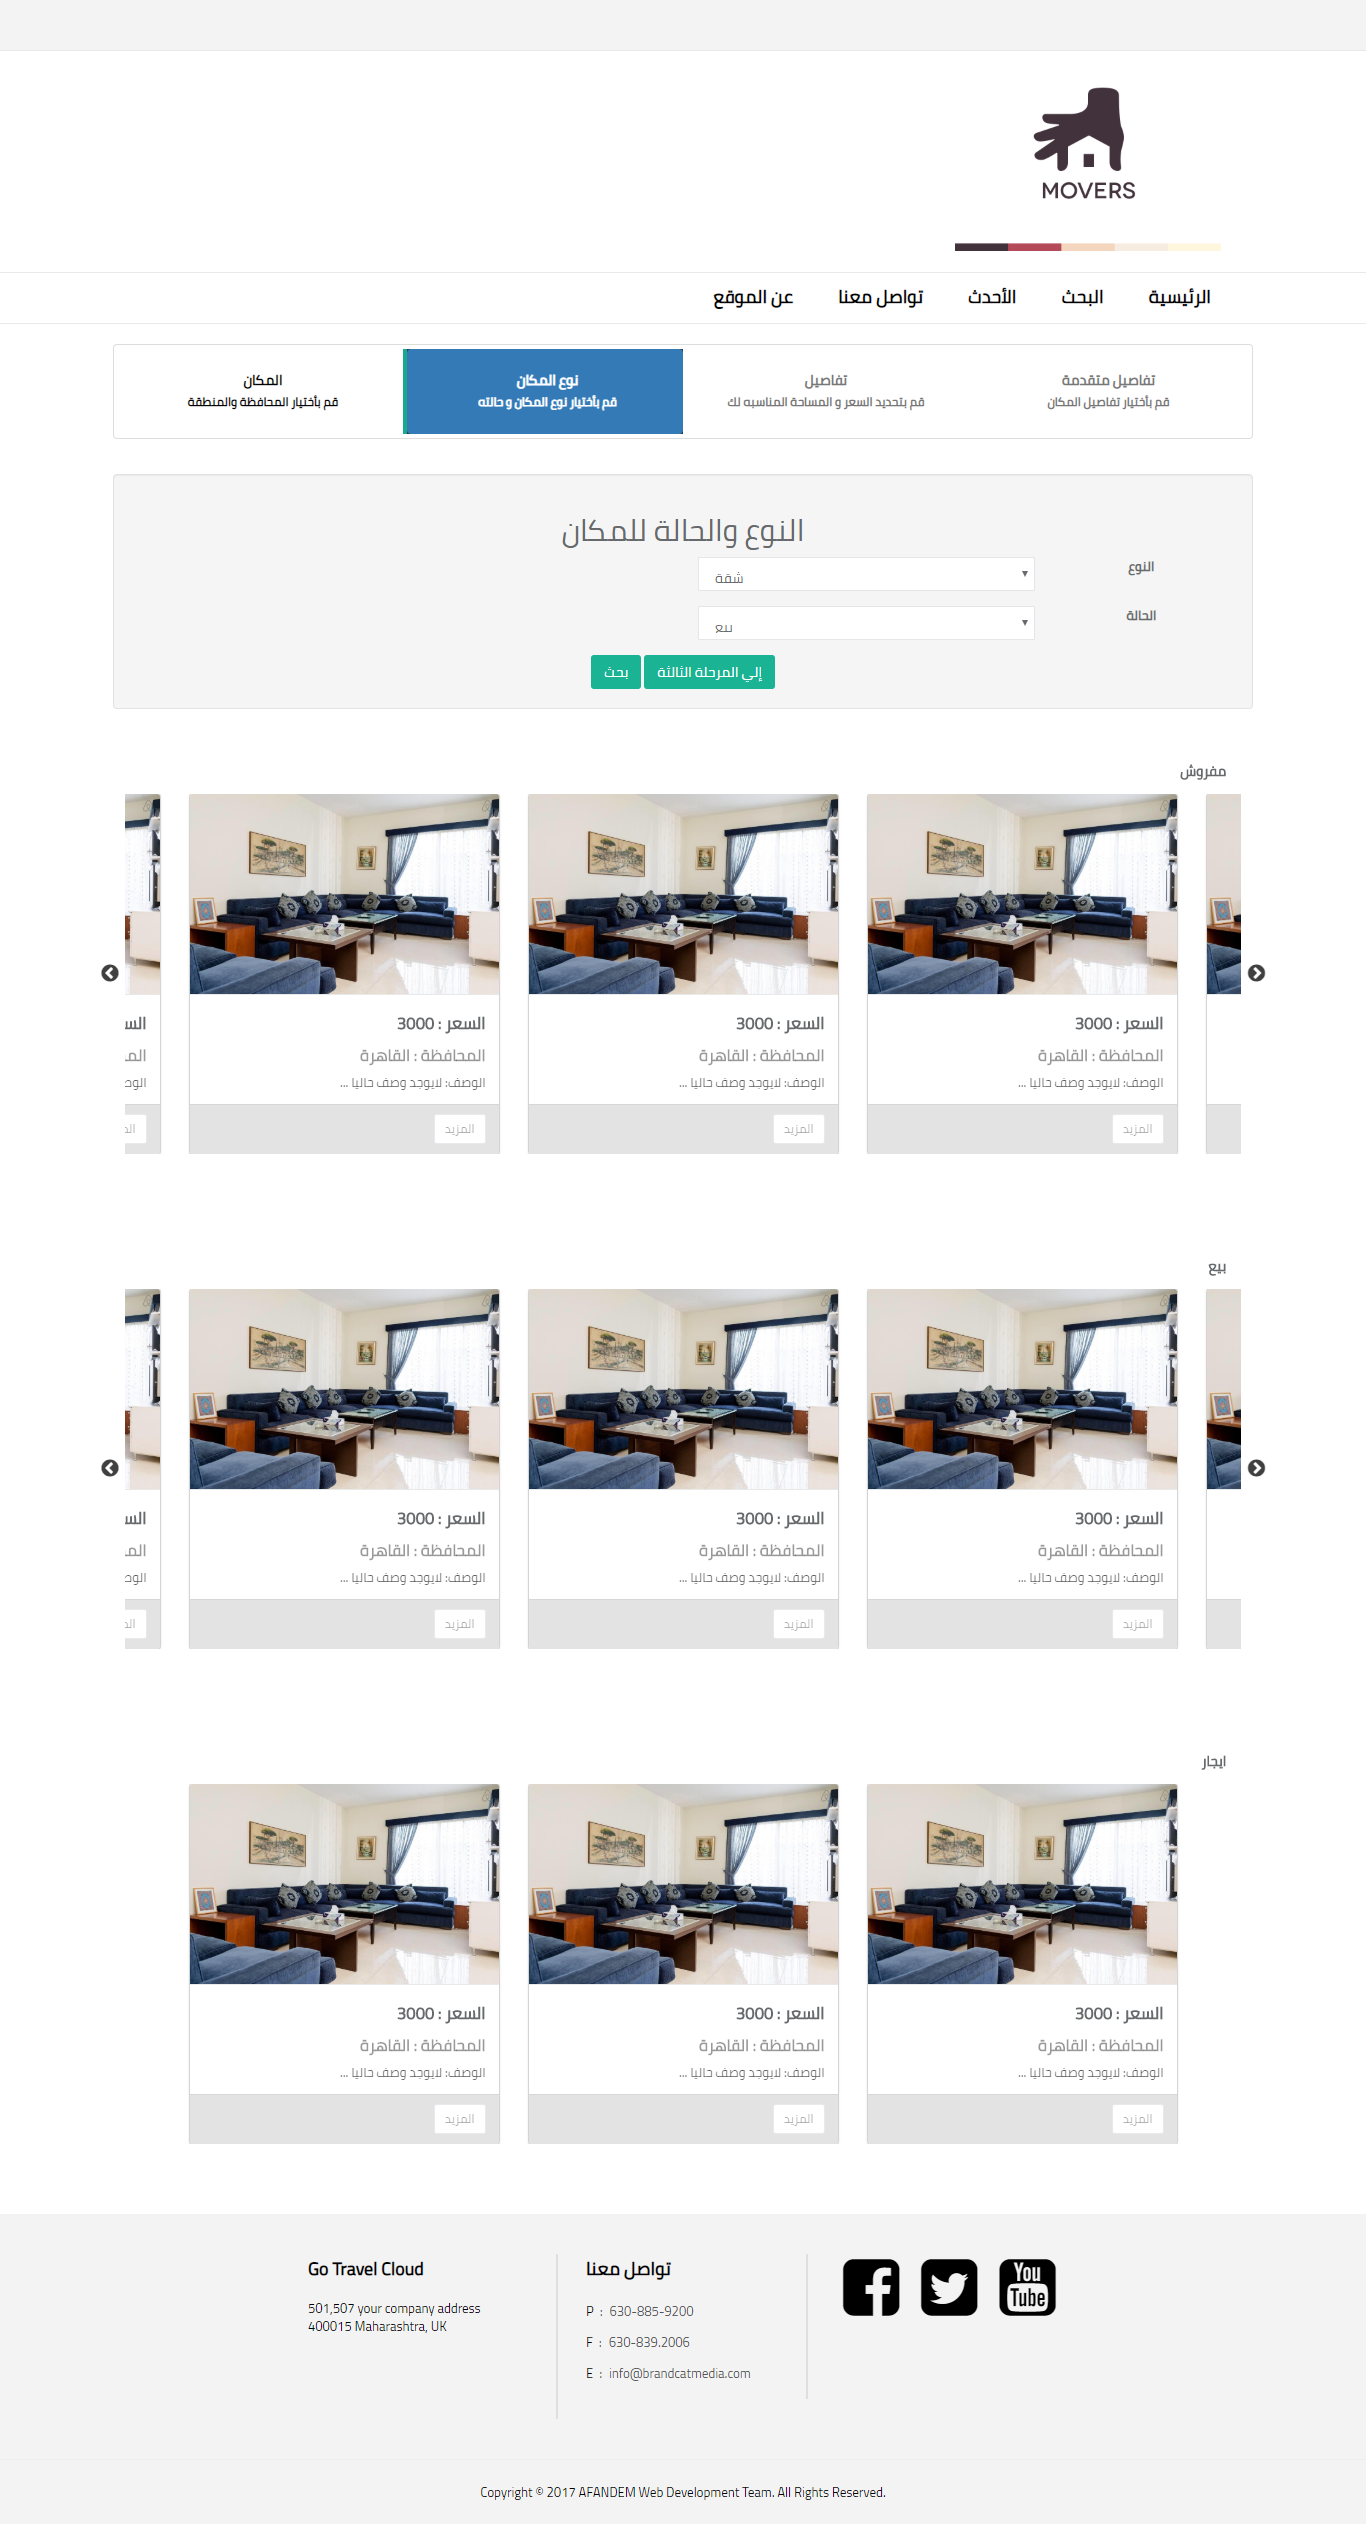 MOVERS
الرئيسية
البحث
الأحدث
تواصل معنا
عن الموقع
تفاصيل متقدمة
قم بأختيار تفاصيل المكان
تفاصيل
قم بتحديد السعر و المساحة المناسبه لك
نوع المكان
قم بأختيار نوع المكان و حالته
المكان
قم بأختيار المحافظة والمنطقة
النوع والحالة للمكان
النوع
شقة
الحالة
بيع
إلي المرحلة الثالثة
بحث
مفروش
السعر : 3000
المحافظة : القاهرة
الوصف: لايوجد وصف حاليا ...
المزيد
السعر : 3000
المحافظة : القاهرة
الوصف: لايوجد وصف حاليا ...
المزيد
السعر : 3000
المحافظة : القاهرة
الوصف: لايوجد وصف حاليا ...
المزيد
بيع
السعر : 3000
المحافظة : القاهرة
الوصف: لايوجد وصف حاليا ...
المزيد
السعر : 3000
المحافظة : القاهرة
الوصف: لايوجد وصف حاليا ...
المزيد
السعر : 3000
المحافظة : القاهرة
الوصف: لايوجد وصف حاليا ...
المزيد
ايجار
السعر : 3000
المحافظة : القاهرة
الوصف: لايوجد وصف حاليا ...
المزيد
السعر : 3000
المحافظة : القاهرة
الوصف: لايوجد وصف حاليا ...
المزيد
السعر : 3000
المحافظة : القاهرة
الوصف: لايوجد وصف حاليا ...
المزيد
Go Travel Cloud
501,507 your company address
400015 Maharashtra, UK
تواصل معنا
P : 630-885-9200
F : 630-839.2006
E : info@brandcatmedia.com
You
Tube
Copyright © 2017 AFANDEM Web Development Team. All Rights Reserved.